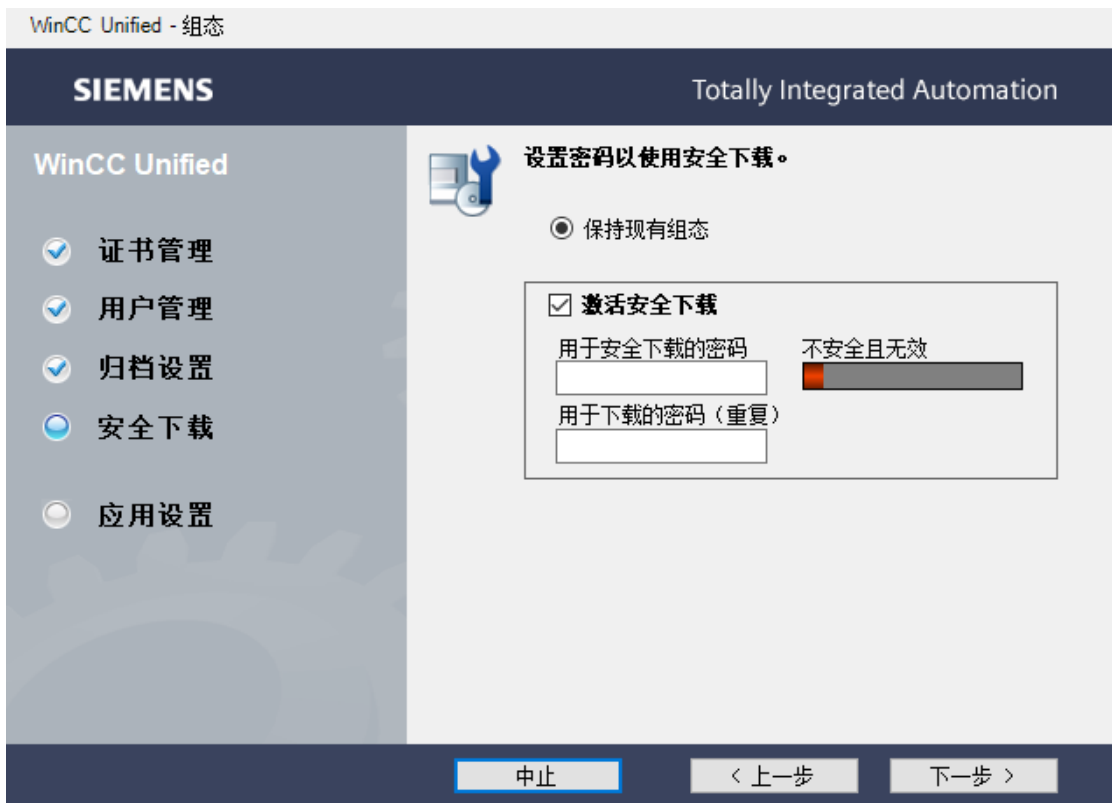 WinCC Unified - 组态
SIEMENS
Totally Integrated Automation
WinCC Unified
证书管理
用户管理
归档设置
安全下载
应用设置
设置密码以使用安全下载。
保持现有组态
激活安全下载
用于安全下载的密码
不安全且无效
用于下载的密码（重复）
中止
< 上一步
下一步 >